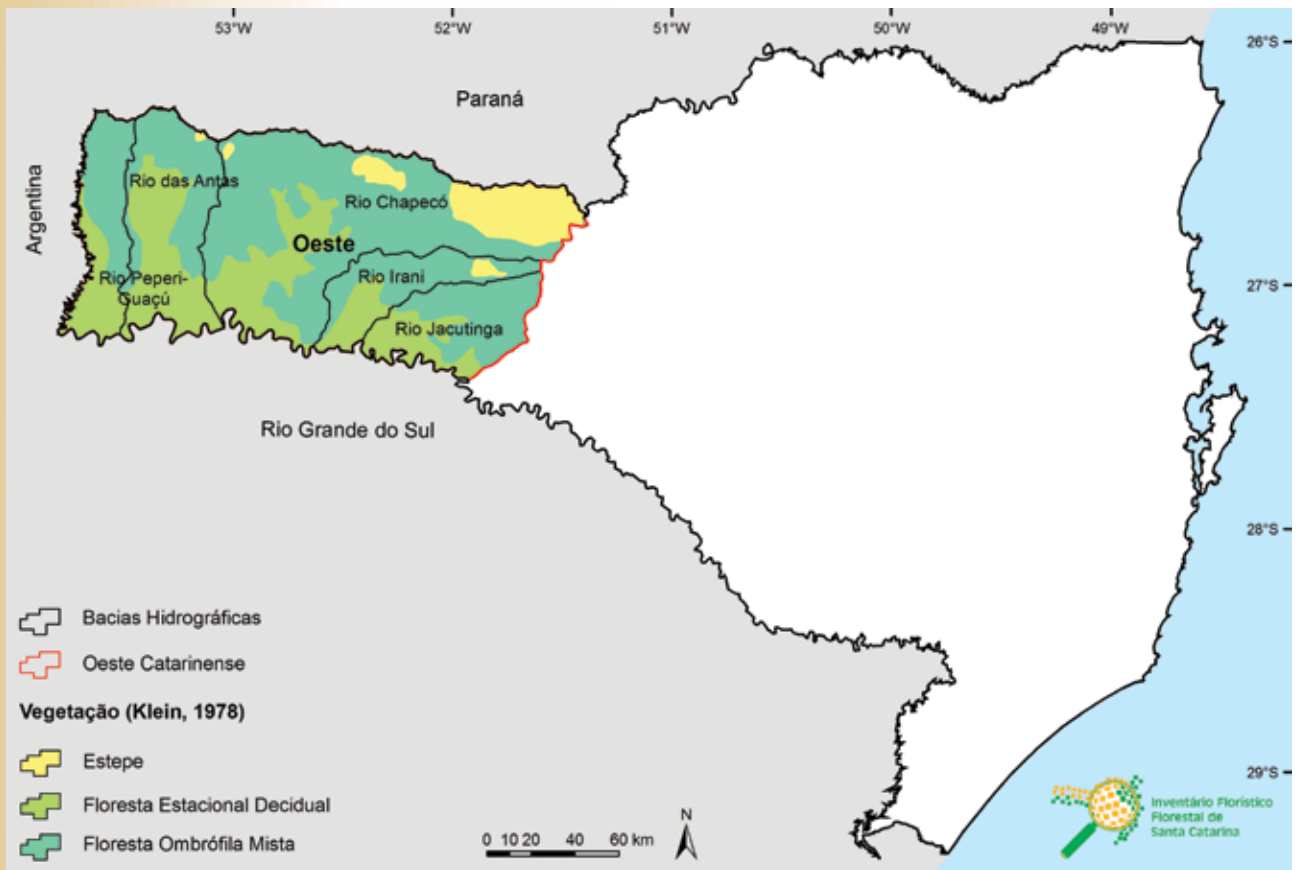 53°W
52°W
51°W
50°W
49°W
26°S
Paraná
Argentina
Rio das Antas
Rio Chapecó
Oeste
27°S
Rio Irani
Rio Peperi-
Guaçú
Rio Jacutinga
Rio Grande do Sul
28°S
Bacias Hidrográficas
Oeste Catarinense
Vegetação (Klein, 1978)
Estepe
29°S
Floresta Estacional Decidual
Floresta Ombrófila Mista
0 10 20 40 60 km
N
Inventário Florístico
Florestal de
Santa Catarina